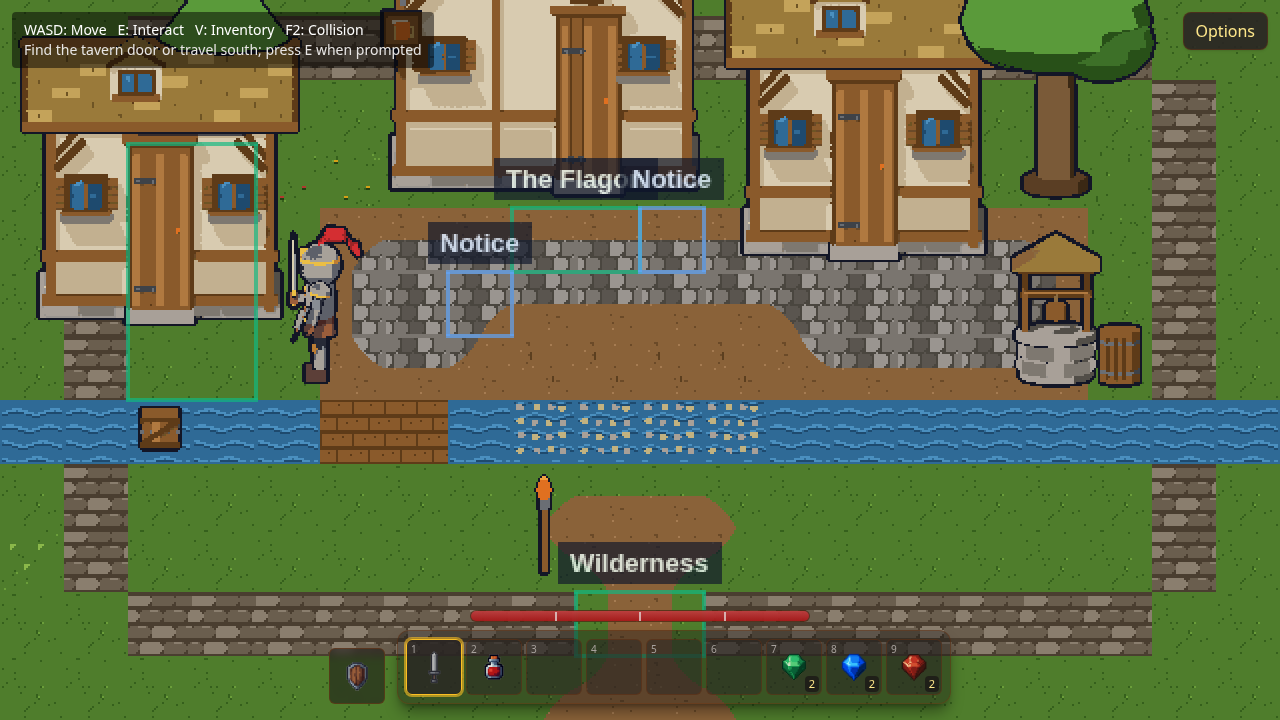 WASD: Move E: Interact V: Inventory F2: Collision
Find the tavern door or travel south; press E when prompted
Options
The Flago
Notice
Notice
Wilderness
1
2
3
4
5
6
7
8
9
2
2
2